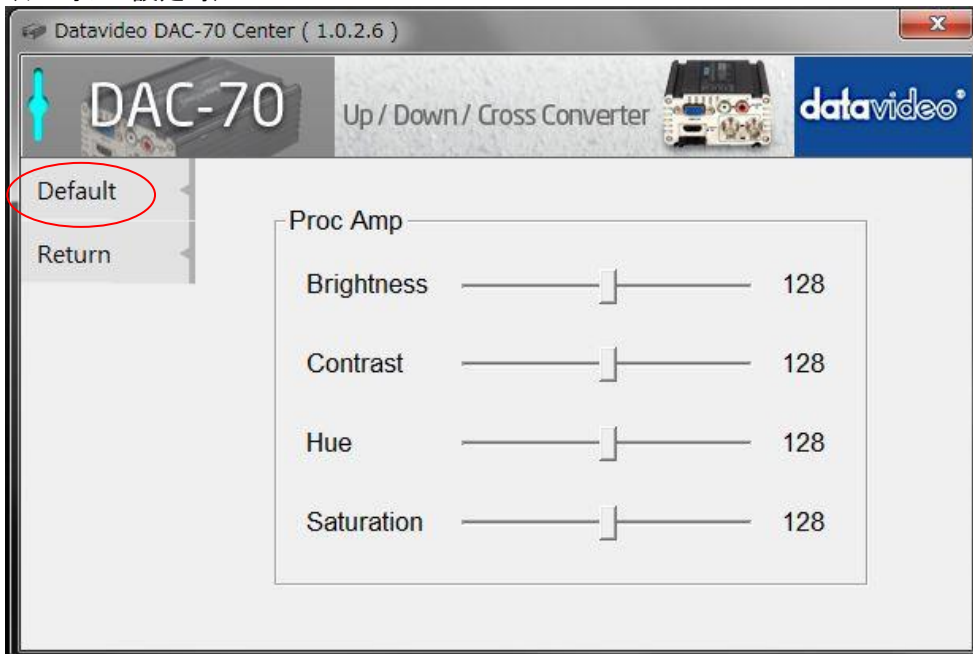 Datavideo DAC-70 Center ( 1.0.2.6 )
DAC-70
Up / Down / Cross Converter
datavideo
Default
Return
Proc Amp
Brightness 128
Contrast 128
Hue 128
Saturation 128